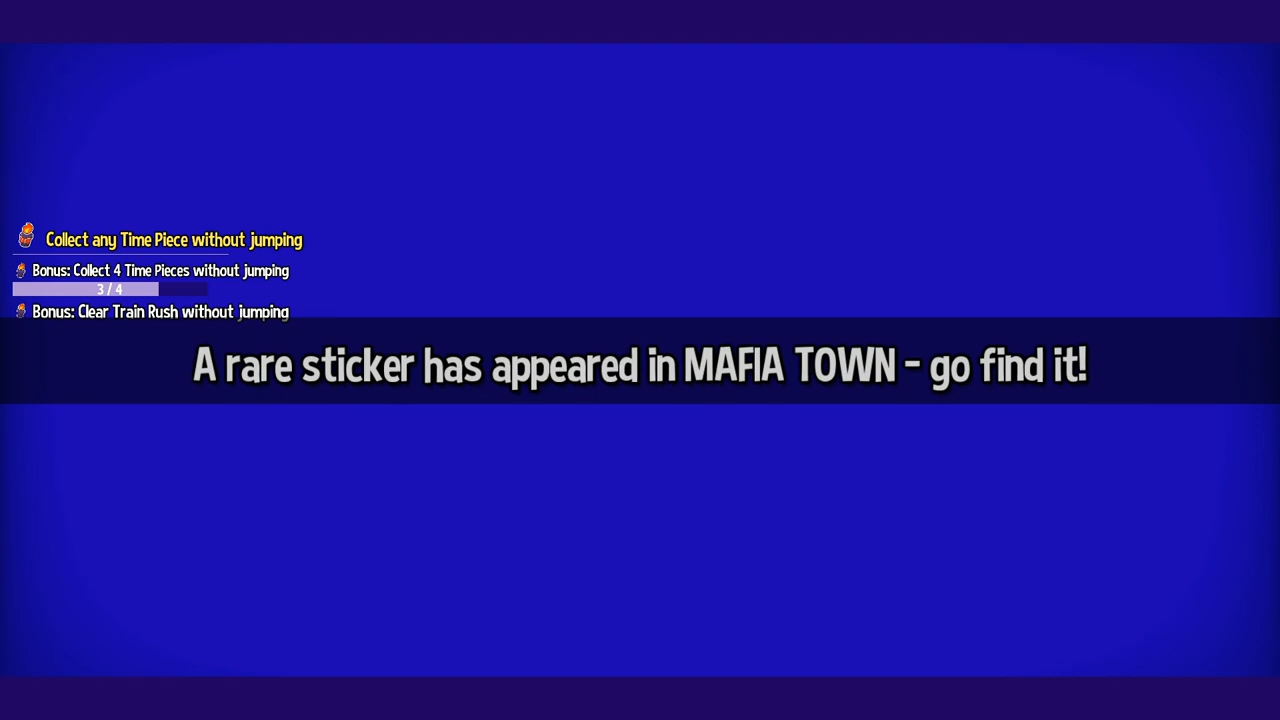 Collect any Time Piece without jumping
Bonus: Collect 4 Time Pieces without jumping
3 / 4
Bonus: Clear Train Rush without jumping
A rare sticker has appeared in MAFIA TOWN - go find it!